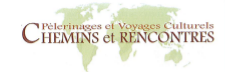 Pèlerinages et Voyages Culturels
CHEMINS et RENCONTRES